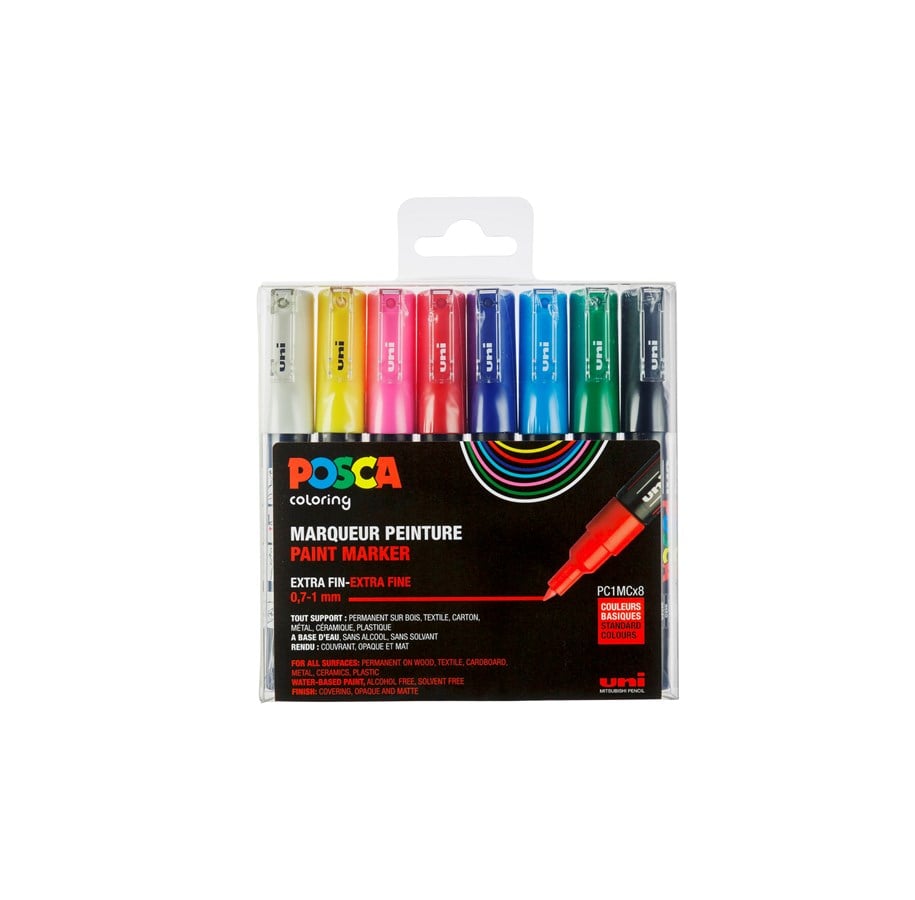 uni uni uni uni uni uni uni uni
POSCA
coloring
MARQUEUR PEINTURE
PAINT MARKER
uni
EXTRA FIN-EXTRA FINE
0,7-1 mm
PC1MCx8
COULEURS
BASIQUES
STANDARD
COLOURS
TOUT SUPPORT : PERMANENT SUR BOIS, TEXTILE, CARTON,
MÉTAL, CÉRAMIQUE, PLASTIQUE
A BASE D'EAU, SANS ALCOOL, SANS SOLVANT
RENDU : COUVRANT, OPAQUE ET MAT
FOR ALL SURFACES: PERMANENT ON WOOD, TEXTILE, CARDBOARD,
METAL, CERAMICS, PLASTIC
WATER-BASED PAINT, ALCOHOL FREE, SOLVENT FREE
FINISH: COVERING, OPAQUE AND MATTE
uni
MITSUBISHI PENCIL